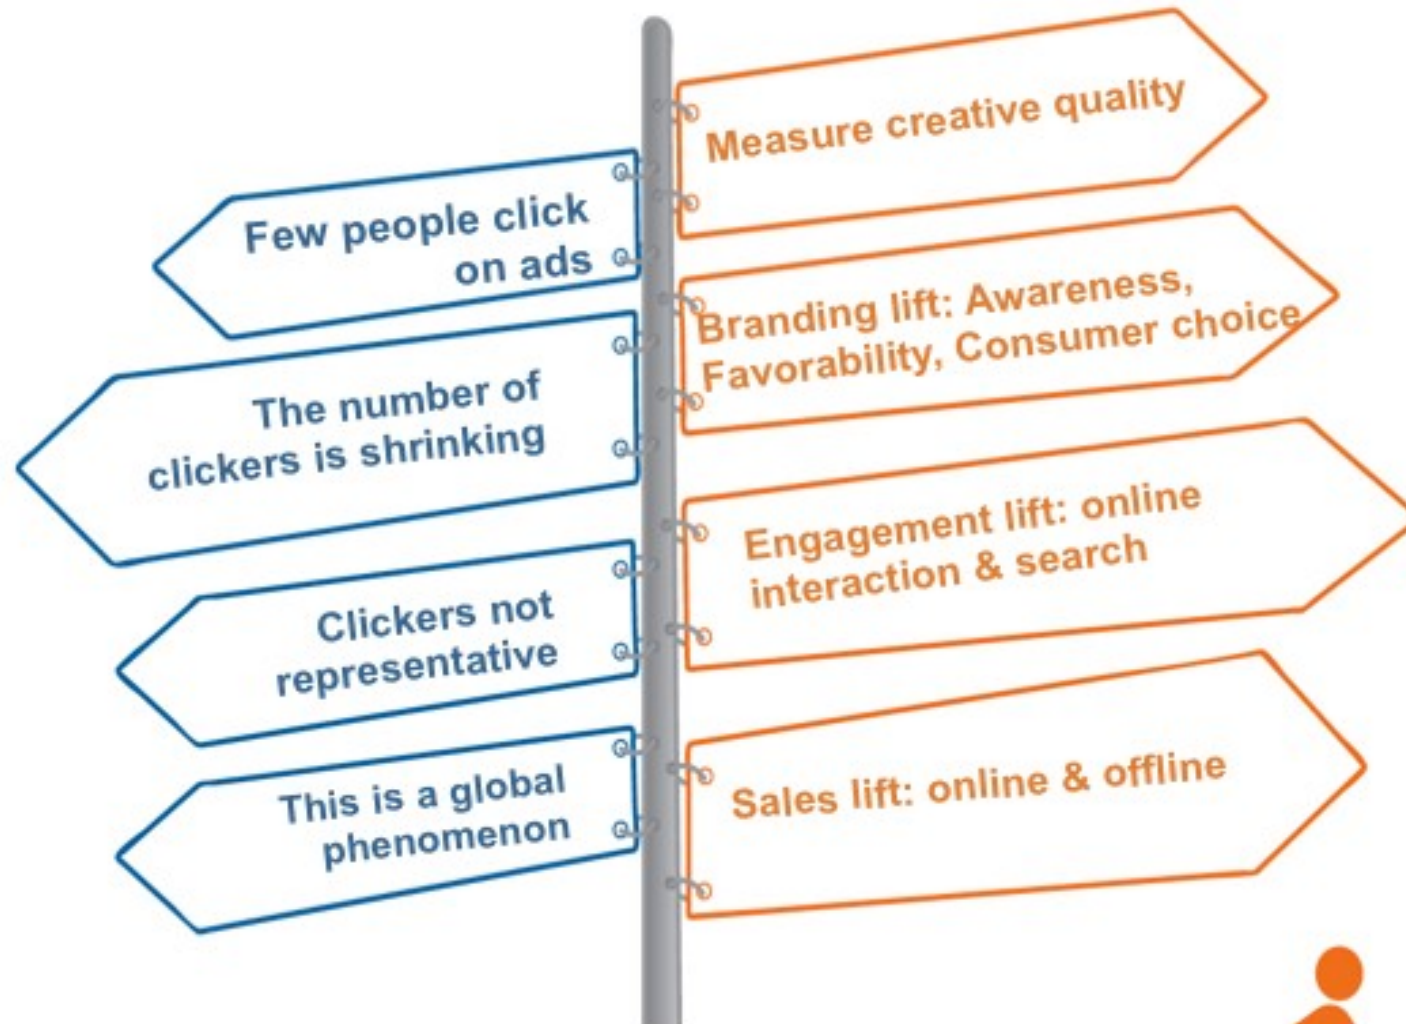 Few people click
on ads
The number of
clickers is shrinking
Clickers not
representative
This is a global
phenomenon
Measure creative quality
Branding lift: Awareness,
Favorability, Consumer choice
Engagement lift: online
interaction & search
Sales lift: online & offline